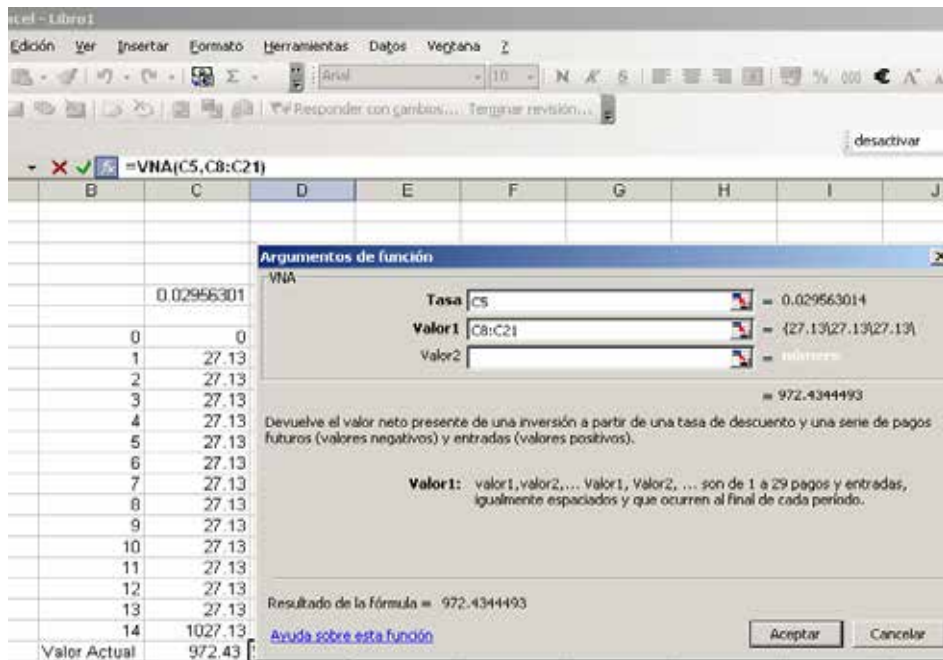 xcel - Libro1
Edición Ver Insertar Formato Herramientas Datos Ventana ?
Arial 10 N K S % 000 €
Responder con cambios... Terminar revisión...
desactivar
=VNA(C5,C8:C21)
B C D E F G H I J
Argumentos de función
VNA
0.02956301
Tasa C5 = 0.029563014
Valor1 C8:C21 = {27.13\27.13\27.13\
Valor2 = número
= 972.4344493
0 0
1 27.13
2 27.13
3 27.13
4 27.13
5 27.13
6 27.13
7 27.13
8 27.13
9 27.13
10 27.13
11 27.13
12 27.13
13 27.13
14 1027.13
Valor Actual 972.43
Devuelve el valor neto presente de una inversión a partir de una tasa de descuento y una serie de pagos
futuros (valores negativos) y entradas (valores positivos).
Valor1: valor1,valor2,... Valor1, Valor2, ... son de 1 a 29 pagos y entradas,
igualmente espaciados y que ocurren al final de cada período.
Resultado de la fórmula = 972.4344493
Ayuda sobre esta función
Aceptar Cancelar